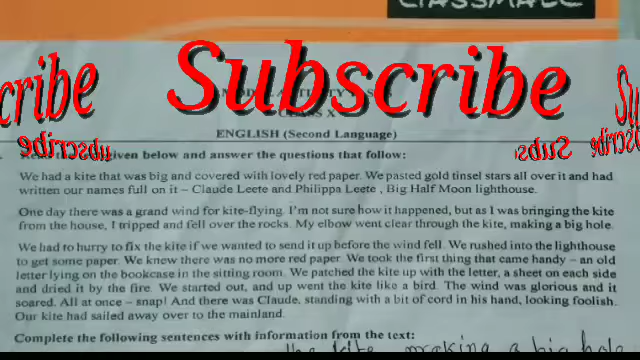 CLASSMATE
Subscribe
cribe
Su
MODEL ACTIVITY TASK
CLASS X
ENGLISH (Second Language)
Subscribe
Subs
given below and answer the questions that follow:
We had a kite that was big and covered with lovely red paper. We pasted gold tinsel stars all over it and had
written our names full on it – Claude Leete and Philippa Leete , Big Half Moon lighthouse.
One day there was a grand wind for kite-flying. I'm not sure how it happened, but as I was bringing the kite
from the house, I tripped and fell over the rocks. My elbow went clear through the kite, making a big hole.
We had to hurry to fix the kite if we wanted to send it up before the wind fell. We rushed into the lighthouse
to get some paper. We knew there was no more red paper. We took the first thing that came handy – an old
letter lying on the bookcase in the sitting room. We patched the kite up with the letter, a sheet on each side
and dried it by the fire. We started out, and up went the kite like a bird. The wind was glorious and it
soared. All at once – snap! And there was Claude, standing with a bit of cord in his hand, looking foolish.
Our kite had sailed away over to the mainland.
Complete the following sentences with information from the text:
the kite making a big hole